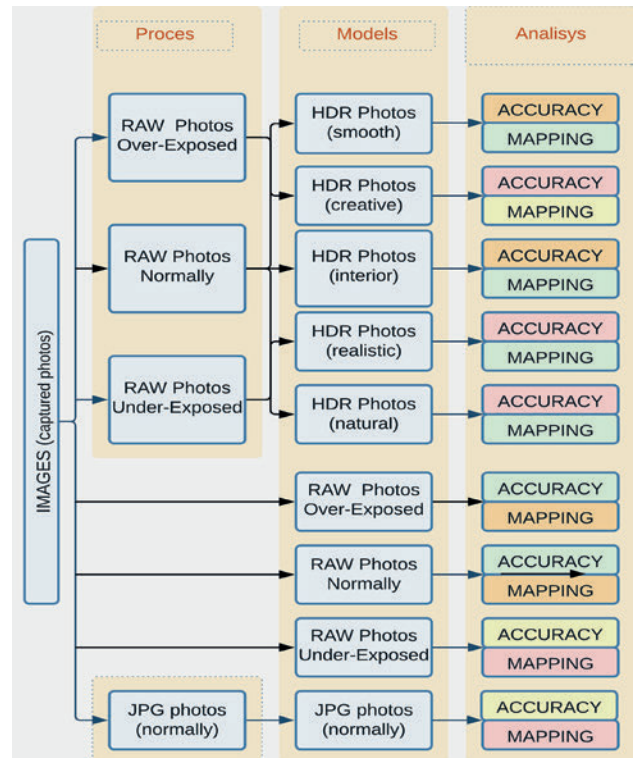 Proces
Models
Analisys
IMAGES (captured photos)
RAW Photos
Over-Exposed
RAW Photos
Normally
RAW Photos
Under-Exposed
JPG photos
(normally)
HDR Photos
(smooth)
HDR Photos
(creative)
HDR Photos
(interior)
HDR Photos
(realistic)
HDR Photos
(natural)
RAW Photos
Over-Exposed
RAW Photos
Normally
RAW Photos
Under-Exposed
JPG photos
(normally)
ACCURACY
MAPPING
ACCURACY
MAPPING
ACCURACY
MAPPING
ACCURACY
MAPPING
ACCURACY
MAPPING
ACCURACY
MAPPING
ACCURACY
MAPPING
ACCURACY
MAPPING
ACCURACY
MAPPING